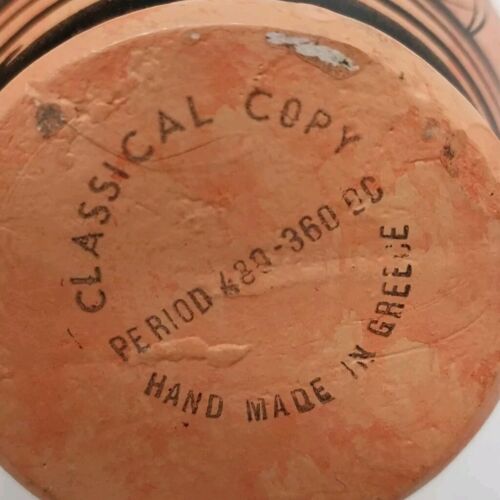 CLASSICAL COPY
PERIOD 480-360 BC
HAND MADE IN GREECE